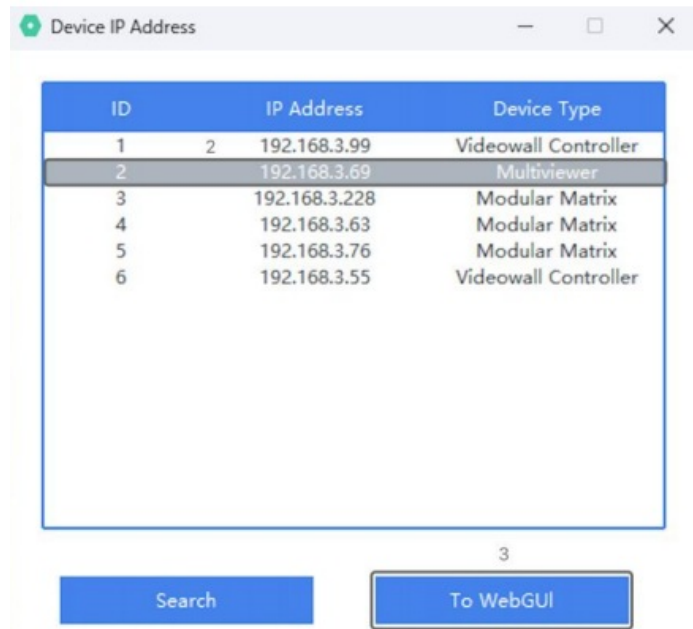 Device IP Address
ID IP Address Device Type
1 2 192.168.3.99 Videowall Controller
2 192.168.3.69 Multiviewer
3 192.168.3.228 Modular Matrix
4 192.168.3.63 Modular Matrix
5 192.168.3.76 Modular Matrix
6 192.168.3.55 Videowall Controller
3
Search To WebGUl